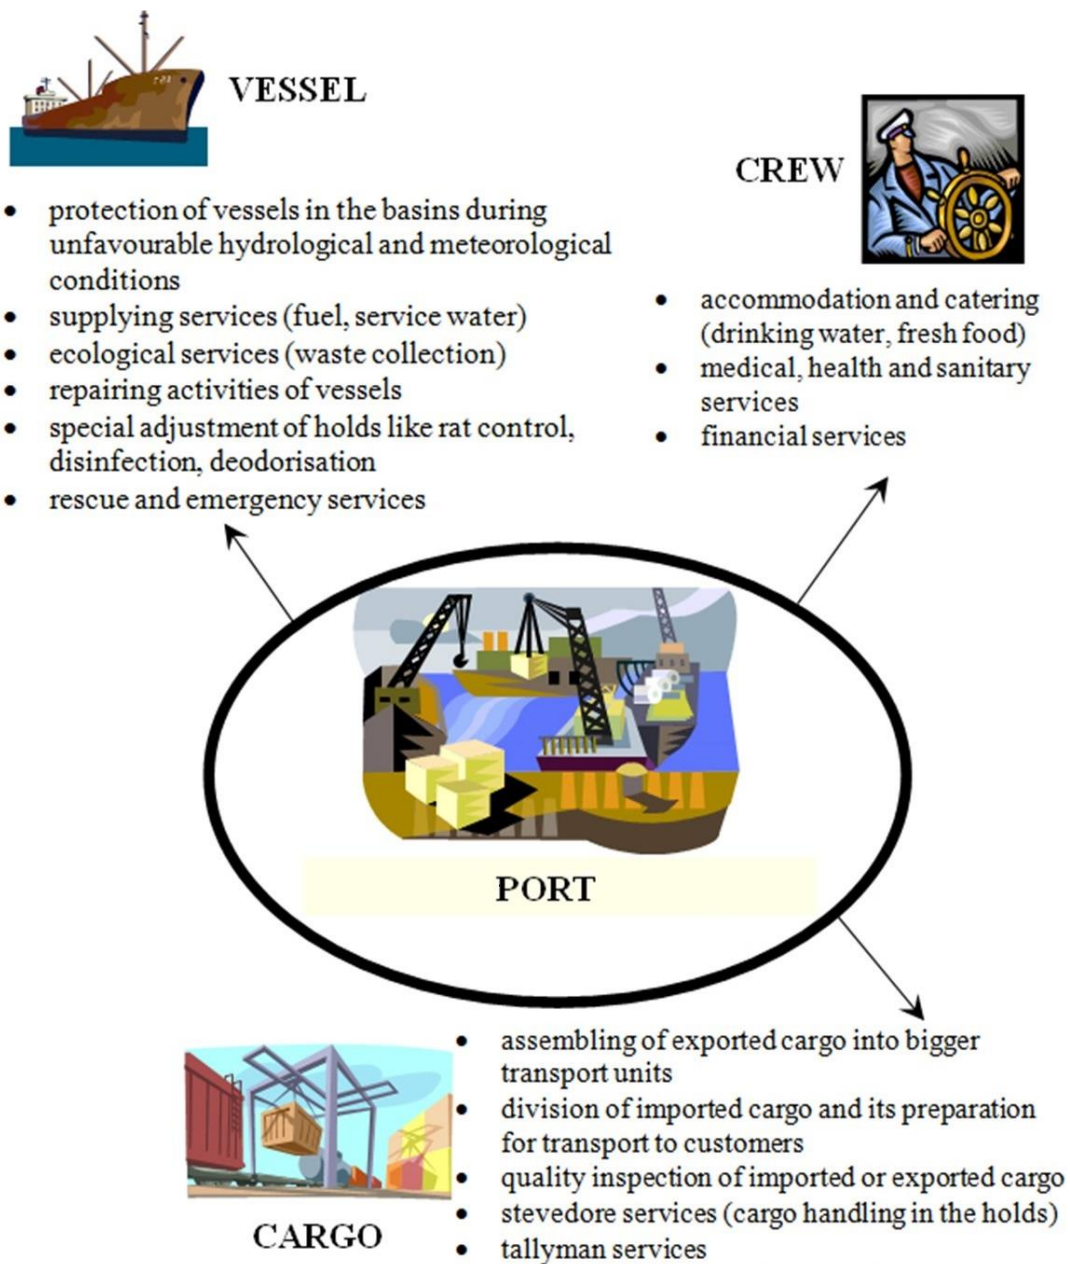 VESSEL
• protection of vessels in the basins during
unfavourable hydrological and meteorological
conditions
• supplying services (fuel, service water)
• ecological services (waste collection)
• repairing activities of vessels
• special adjustment of holds like rat control,
disinfection, deodorisation
• rescue and emergency services
CREW
• accommodation and catering
(drinking water, fresh food)
• medical, health and sanitary
services
• financial services
PORT
CARGO
• assembling of exported cargo into bigger
transport units
• division of imported cargo and its preparation
for transport to customers
• quality inspection of imported or exported cargo
• stevedore services (cargo handling in the holds)
• tallyman services